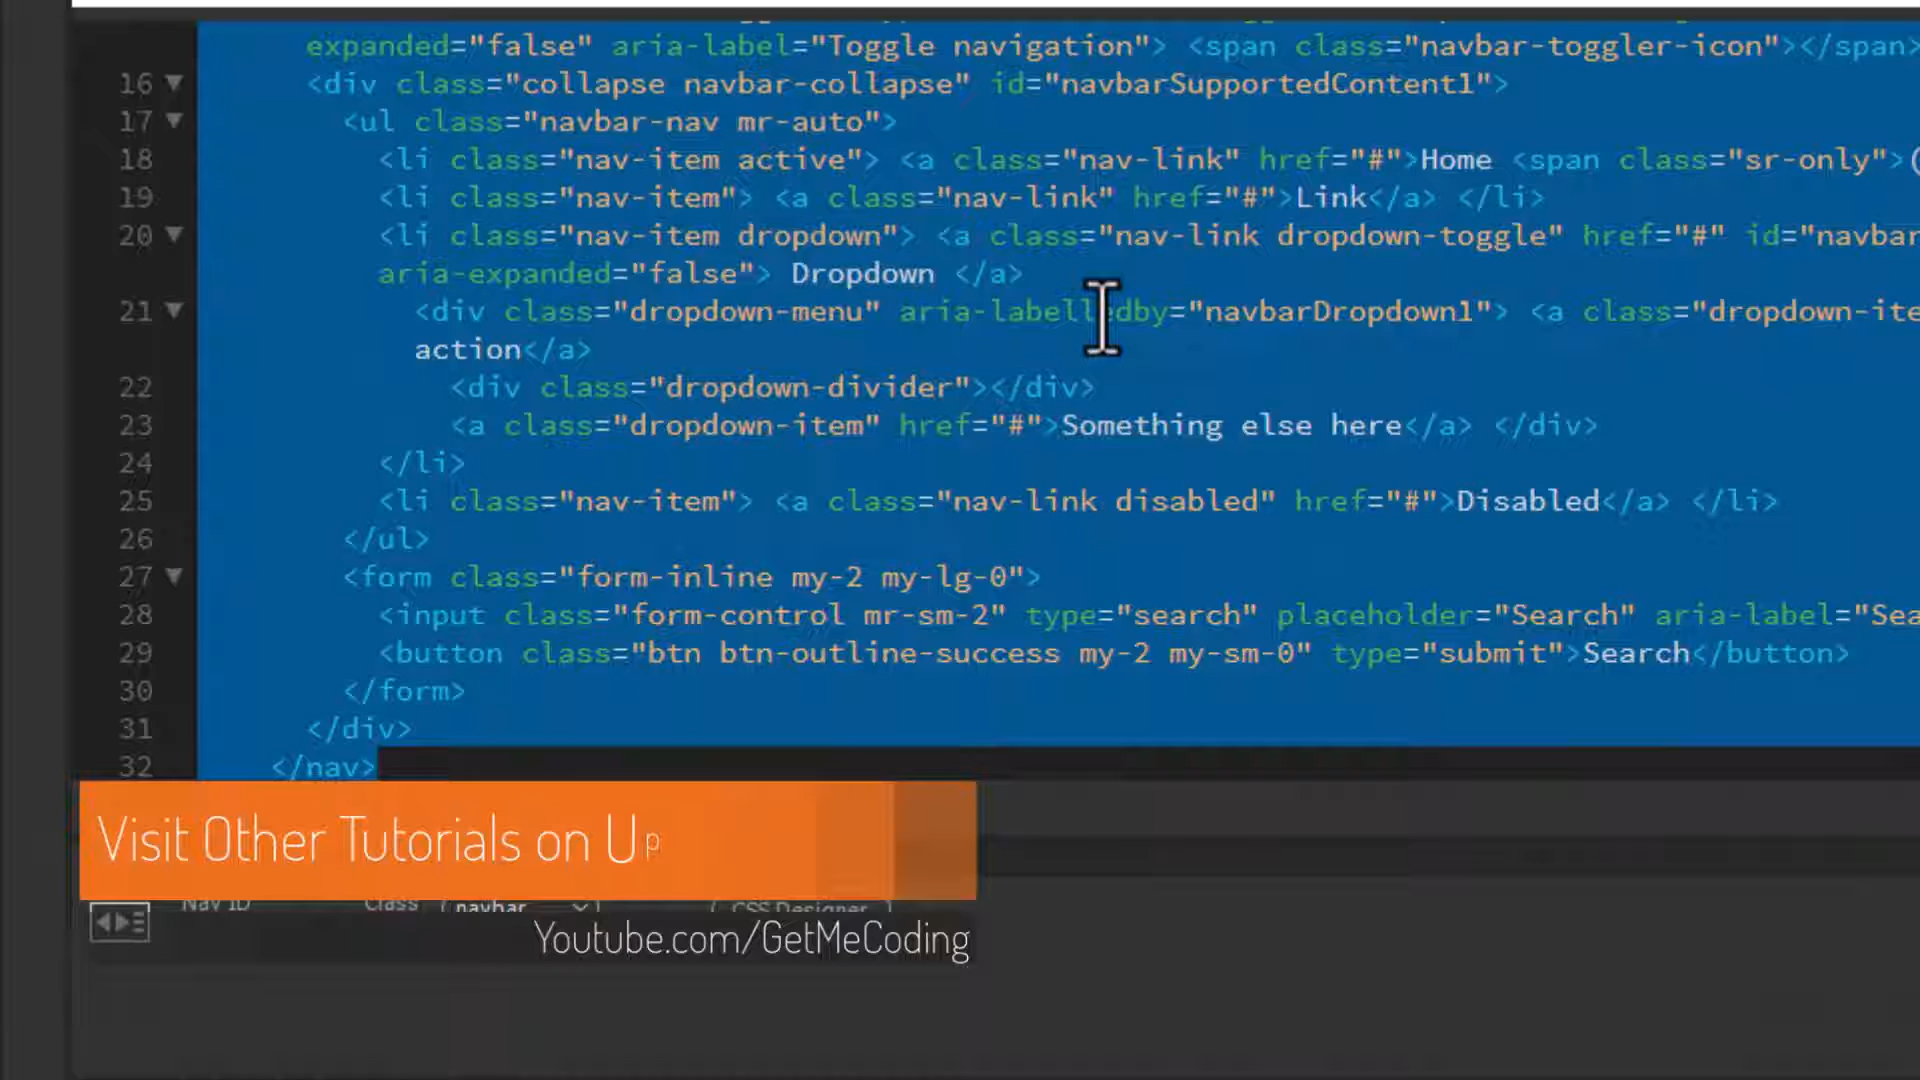 expanded="false" aria-label="Toggle navigation"> <span class="navbar-toggler-icon"></span>
16 <div class="collapse navbar-collapse" id="navbarSupportedContent1">
17 <ul class="navbar-nav mr-auto">
18 <li class="nav-item active"> <a class="nav-link" href="#">Home <span class="sr-only">(
19 <li class="nav-item"> <a class="nav-link" href="#">Link</a> </li>
20 <li class="nav-item dropdown"> <a class="nav-link dropdown-toggle" href="#" id="navbar
aria-expanded="false"> Dropdown </a>
21 <div class="dropdown-menu" aria-labelledby="navbarDropdown1"> <a class="dropdown-ite
action</a>
22 <div class="dropdown-divider"></div>
23 <a class="dropdown-item" href="#">Something else here</a> </div>
24 </li>
25 <li class="nav-item"> <a class="nav-link disabled" href="#">Disabled</a> </li>
26 </ul>
27 <form class="form-inline my-2 my-lg-0">
28 <input class="form-control mr-sm-2" type="search" placeholder="Search" aria-label="Sea
29 <button class="btn btn-outline-success my-2 my-sm-0" type="submit">Search</button>
30 </form>
31 </div>
32 </nav>
Visit Other Tutorials on Up
Nav ID Class navbar CSS Designer
Youtube.com/GetMeCoding